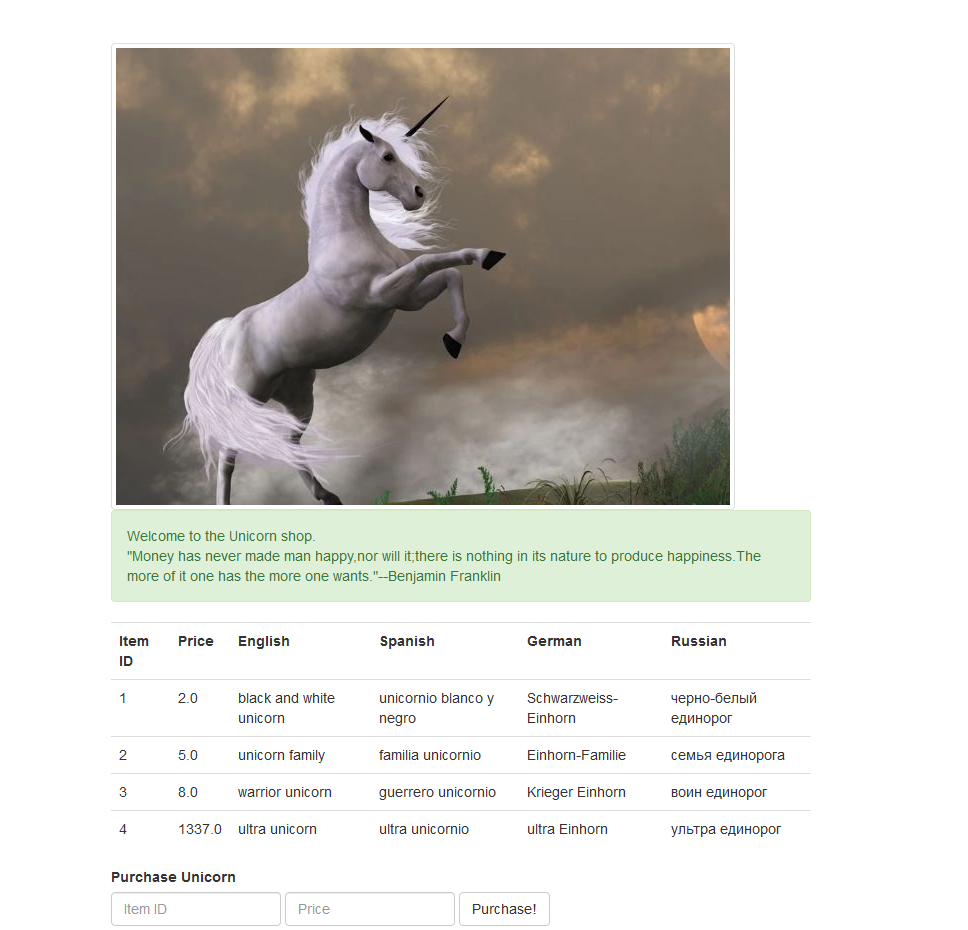 Welcome to the Unicorn shop.
"Money has never made man happy,nor will it;there is nothing in its nature to produce happiness.The
more of it one has the more one wants."--Benjamin Franklin
Item ID Price English Spanish German Russian
1 2.0 black and white unicorn unicornio blanco y negro Schwarzweiss-Einhorn черно-белый единорог
2 5.0 unicorn family familia unicornio Einhorn-Familie семья единорога
3 8.0 warrior unicorn guerrero unicornio Krieger Einhorn воин единорог
4 1337.0 ultra unicorn ultra unicornio ultra Einhorn ультра единорог
Purchase Unicorn
Item ID Price Purchase!